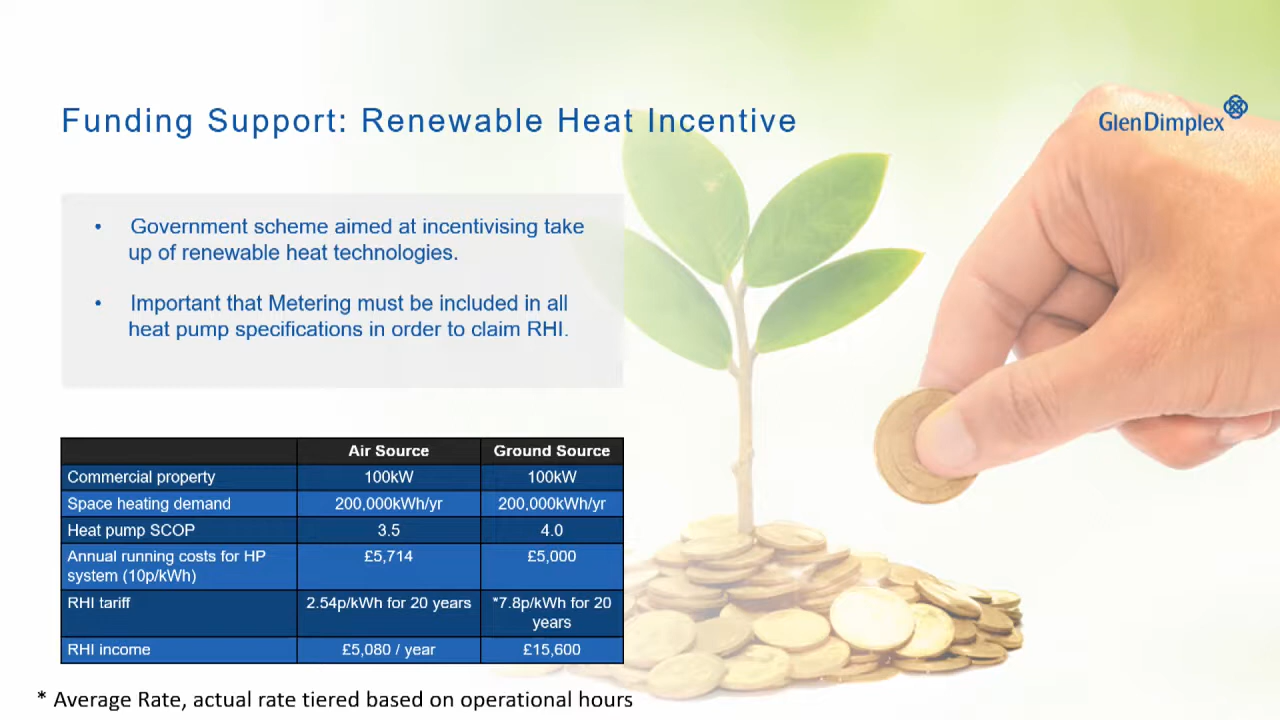 Funding Support: Renewable Heat Incentive
GlenDimplex
• Government scheme aimed at incentivising take
up of renewable heat technologies.
• Important that Metering must be included in all
heat pump specifications in order to claim RHI.
Air Source Ground Source
Commercial property 100kW 100kW
Space heating demand 200,000kWh/yr 200,000kWh/yr
Heat pump SCOP 3.5 4.0
Annual running costs for HP £5,714 £5,000
system (10p/kWh)
RHI tariff 2.54p/kWh for 20 years *7.8p/kWh for 20
years
RHI income £5,080 / year £15,600
* Average Rate, actual rate tiered based on operational hours